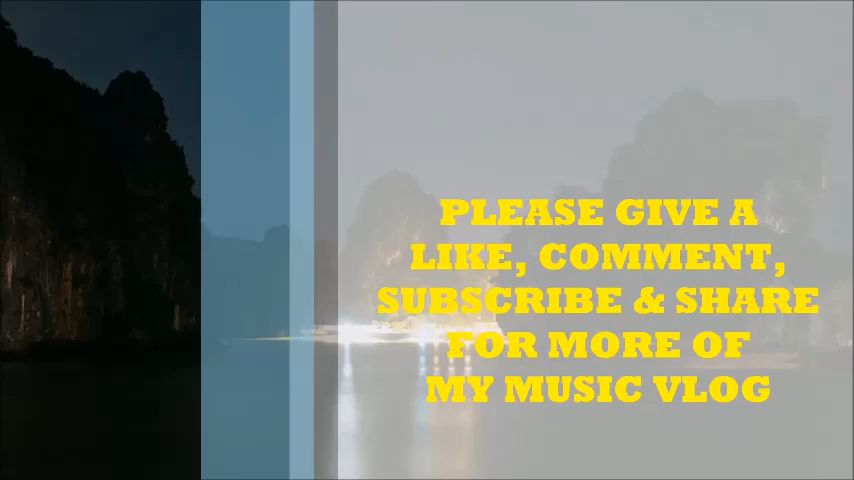 PLEASE GIVE A
LIKE, COMMENT,
SUBSCRIBE & SHARE
FOR MORE OF
MY MUSIC VLOG